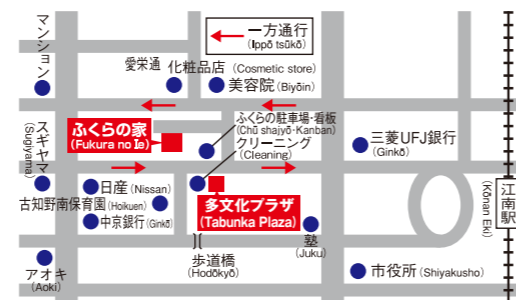 マンション
一方通行
(Ippō tsūkō)
愛栄通
化粧品店 (Cosmetic store)
美容院 (Biyōin)
ふくらの家
(Fukura no Ie)
ふくらの駐車場・看板
(Chū shajyō・Kanban)
クリーニング
(Cleaning)
三菱UFJ銀行
(Ginkō)
スギヤマ
(Sugiyama)
日産 (Nissan)
古知野南保育園 (Hoikuen)
中京銀行 (Ginkō)
多文化プラザ
(Tabunka Plaza)
江南駅
(Kōnan Eki)
塾
(Juku)
歩道橋
(Hodōkyō)
アオキ
(Aoki)
市役所 (Shiyakusho)